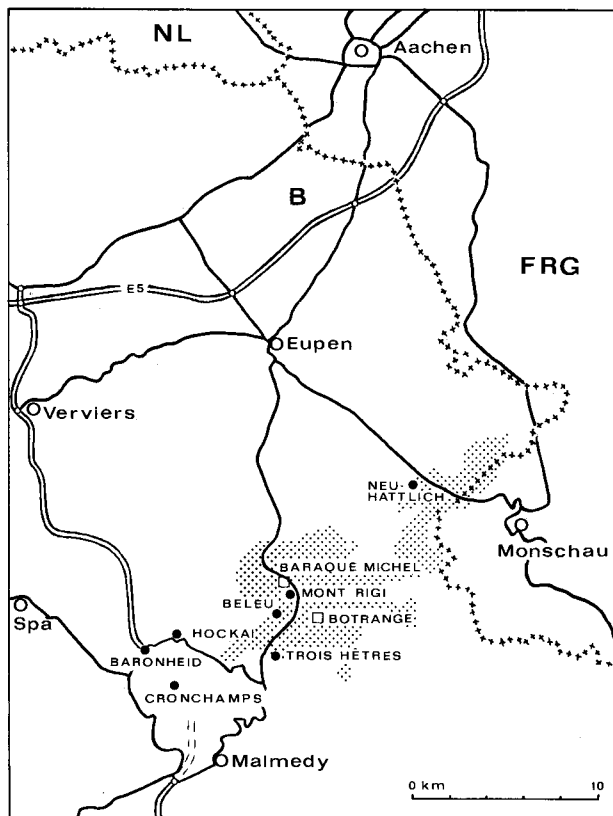 NL
Aachen
B
FRG
E5
Eupen
Verviers
NEU-
HATTLICH
Monschau
BARAQUE MICHEL
MONT RIGI
BELEU
BOTRANGE
Spa
HOCKAI
TROIS HÊTRES
BARONHEID
CRONCHAMPS
Malmedy
0 km 10